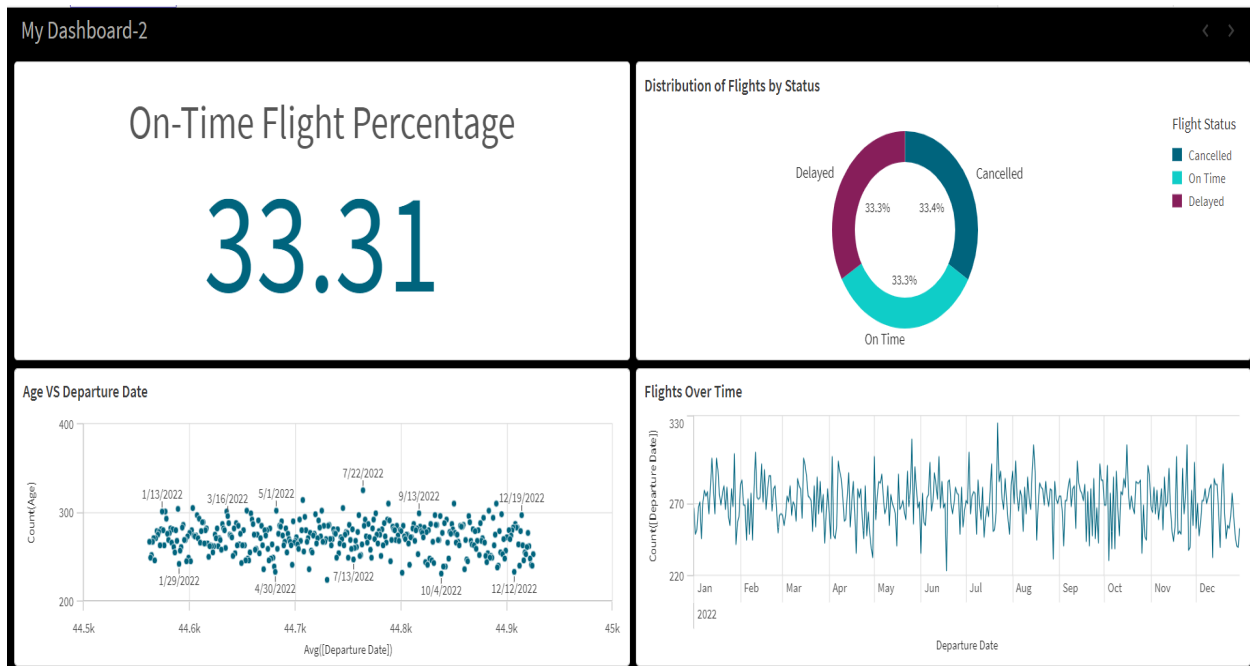 My Dashboard-2
On-Time Flight Percentage
33.31
Distribution of Flights by Status
Flight Status
Cancelled
On Time
Delayed
Delayed
Cancelled
33.3%
33.4%
33.3%
On Time
Age VS Departure Date
400
300
200
Count(Age)
7/22/2022
1/13/2022
3/16/2022
5/1/2022
9/13/2022
12/19/2022
1/29/2022
4/30/2022
7/13/2022
10/4/2022
12/12/2022
44.5k
44.6k
44.7k
44.8k
44.9k
45k
Avg([Departure Date])
Flights Over Time
330
270
220
Count([Departure Date])
Jan
Feb
Mar
Apr
May
Jun
Jul
Aug
Sep
Oct
Nov
Dec
2022
Departure Date